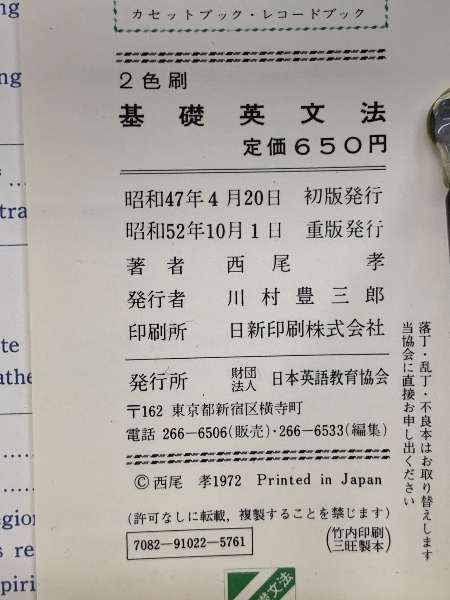 カセットブック・レコードブック
2色刷
基礎英文法
定価650円
昭和47年4月20日 初版発行
昭和52年10月1日 重版発行
著者 西尾 孝
発行者 川村豊三郎
印刷所 日新印刷株式会社
発行所 財団法人 日本英語教育協会
〒162 東京都新宿区横寺町
電話 266-6506(販売)・266-6533(編集)
©西尾 孝1972 Printed in Japan
(許可なしに転載,複製することを禁じます)
7082-91022-5761
(竹内印刷
三旺製本)
落丁・乱丁・不良本はお取り替えします
当協会に直接お申し出ください
ng
ng
tra
te
athe
egion
s re
piri